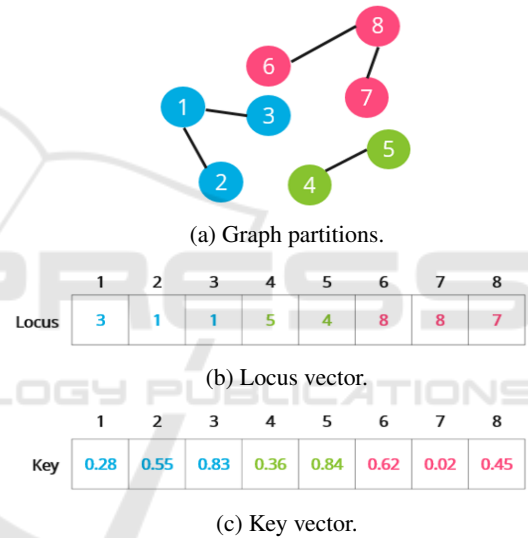 8
6
7
1
3
5
2
4
(a) Graph partitions.
1 2 3 4 5 6 7 8
Locus 3 1 1 5 4 8 8 7
(b) Locus vector.
LOGY PUBLICATIONS
1 2 3 4 5 6 7 8
Key 0.28 0.55 0.83 0.36 0.84 0.62 0.02 0.45
(c) Key vector.